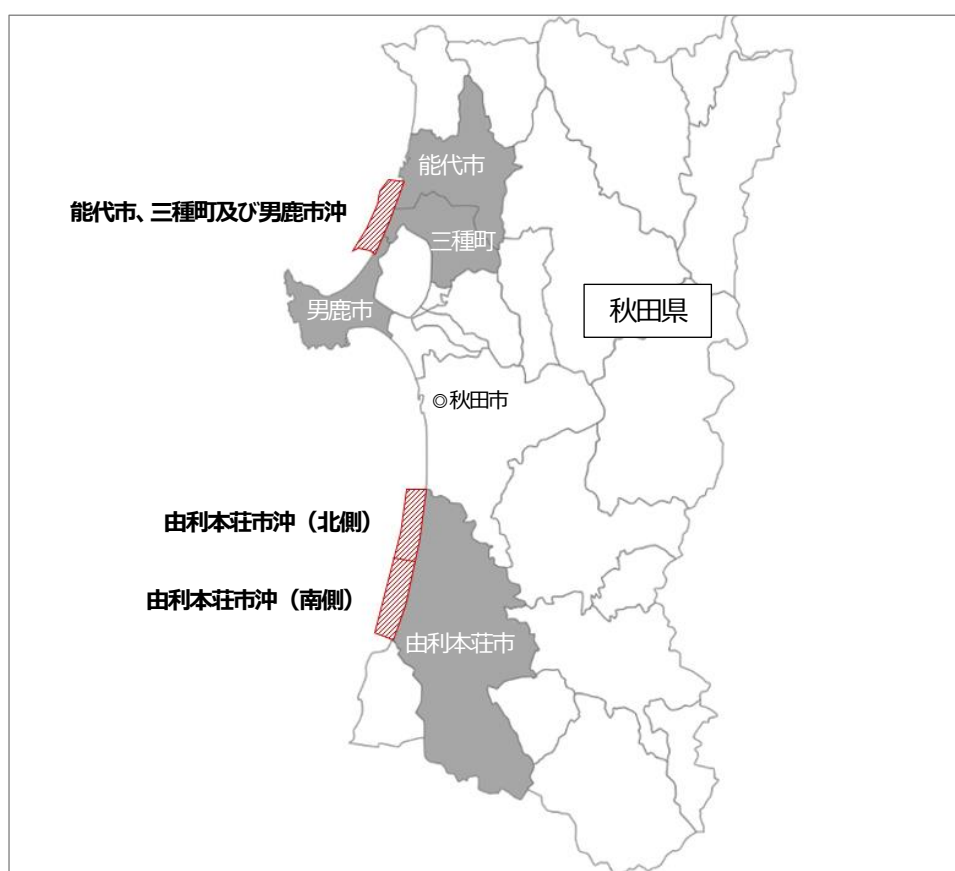 能代市
能代市、三種町及び男鹿市沖
三種町
男鹿市
秋田県
◎秋田市
由利本荘市沖（北側）
由利本荘市沖（南側）
由利本荘市